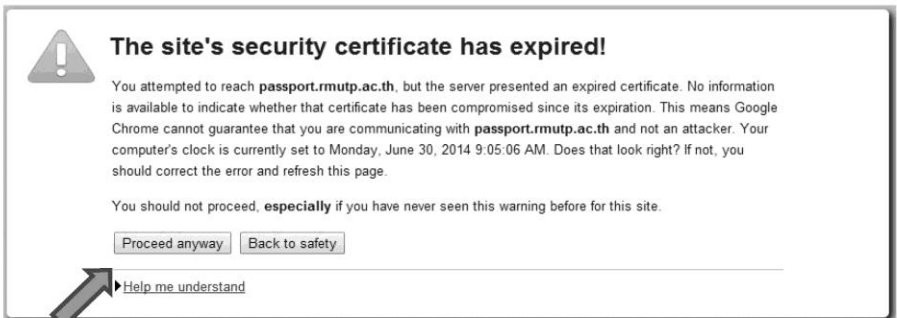 The site's security certificate has expired!
You attempted to reach passport.rmutp.ac.th, but the server presented an expired certificate. No information
is available to indicate whether that certificate has been compromised since its expiration. This means Google
Chrome cannot guarantee that you are communicating with passport.rmutp.ac.th and not an attacker. Your
computer's clock is currently set to Monday, June 30, 2014 9:05:06 AM. Does that look right? If not, you
should correct the error and refresh this page.
You should not proceed, especially if you have never seen this warning before for this site.
Proceed anyway Back to safety
Help me understand